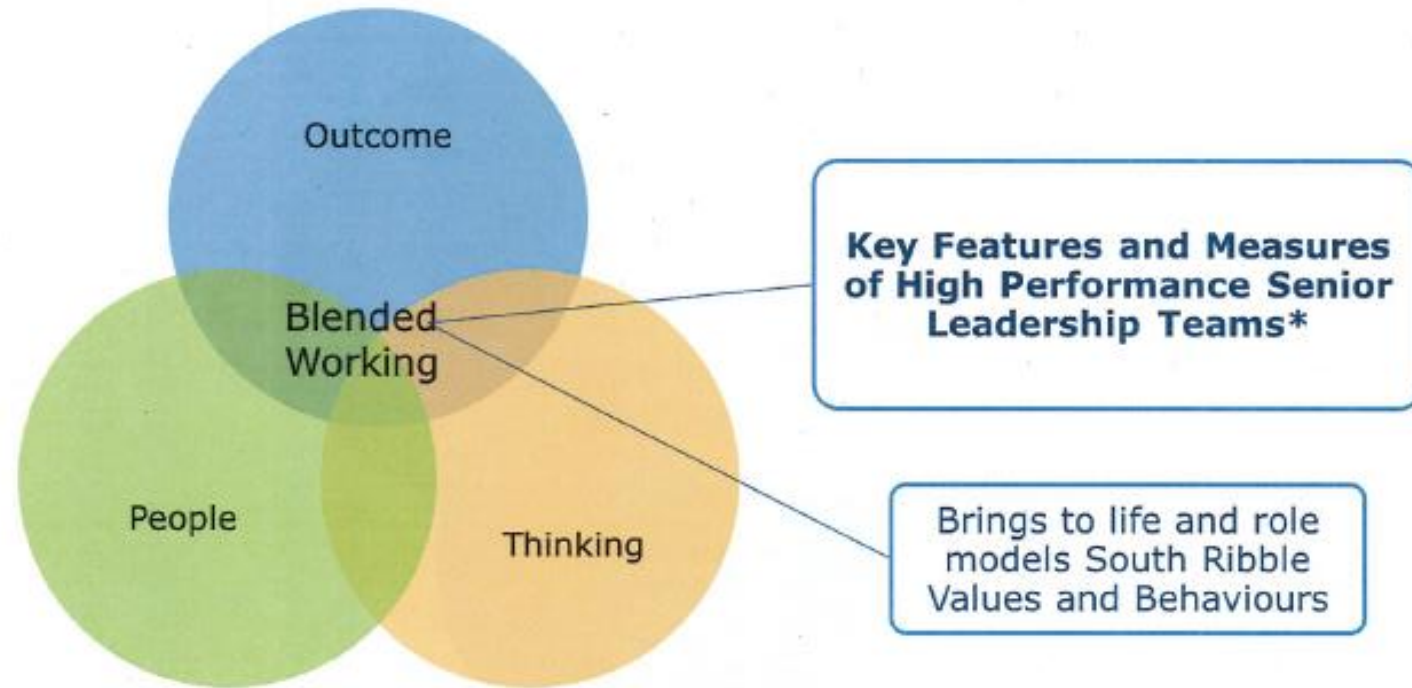 Outcome
Blended
Working
People
Thinking
Key Features and Measures
of High Performance Senior
Leadership Teams*
Brings to life and role
models South Ribble
Values and Behaviours